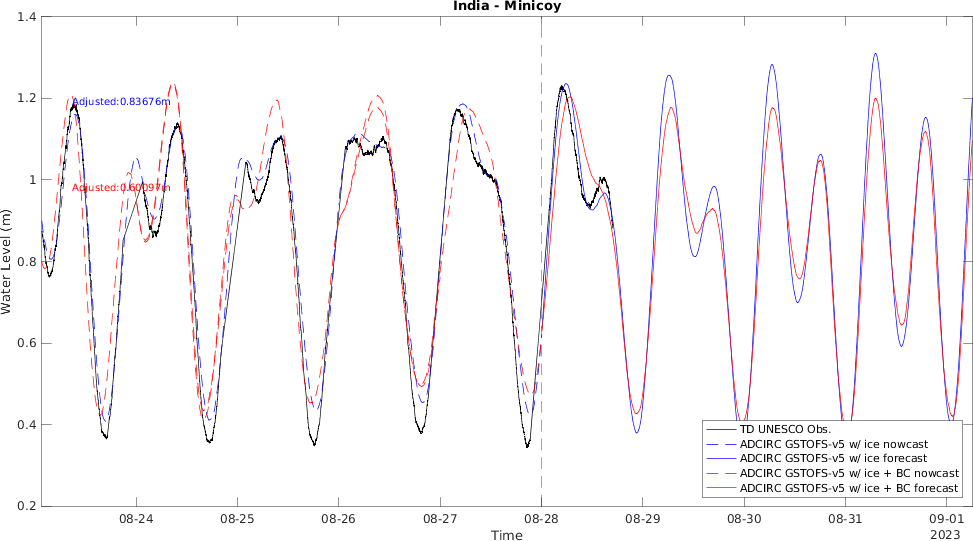 India - Minicoy
1.4
1.2
1
0.8
0.6
0.4
0.2
Water Level (m)
Adjusted:0.83676m
Adjusted:0.60097m
TD UNESCO Obs.
ADCIRC GSTOFS-v5 w/ ice nowcast
ADCIRC GSTOFS-v5 w/ ice forecast
ADCIRC GSTOFS-v5 w/ ice + BC nowcast
ADCIRC GSTOFS-v5 w/ ice + BC forecast
08-24 08-25 08-26 08-27 08-28 08-29 08-30 08-31 09-01
2023
Time